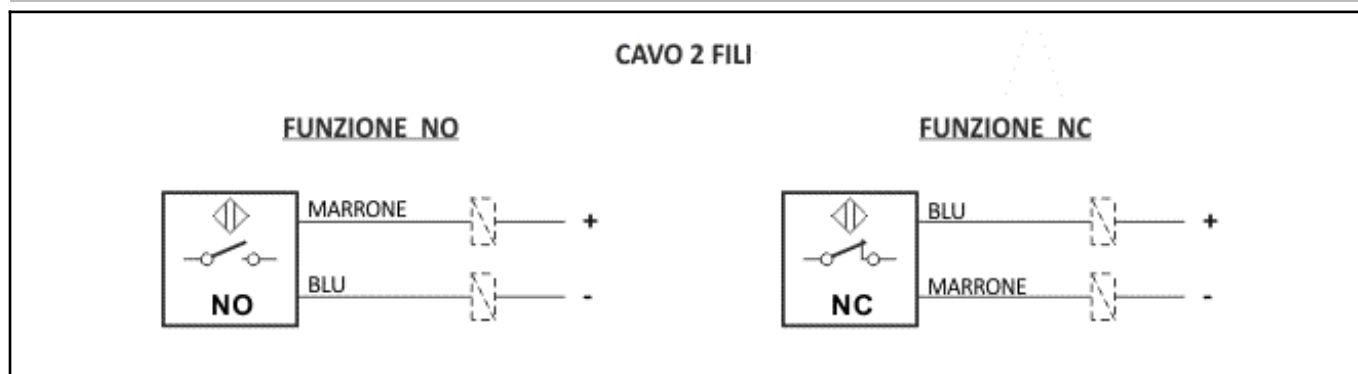 CAVO 2 FILI
FUNZIONE NO
FUNZIONE NC
MARRONE
+
BLU
+
BLU
-
MARRONE
-
NO
NC